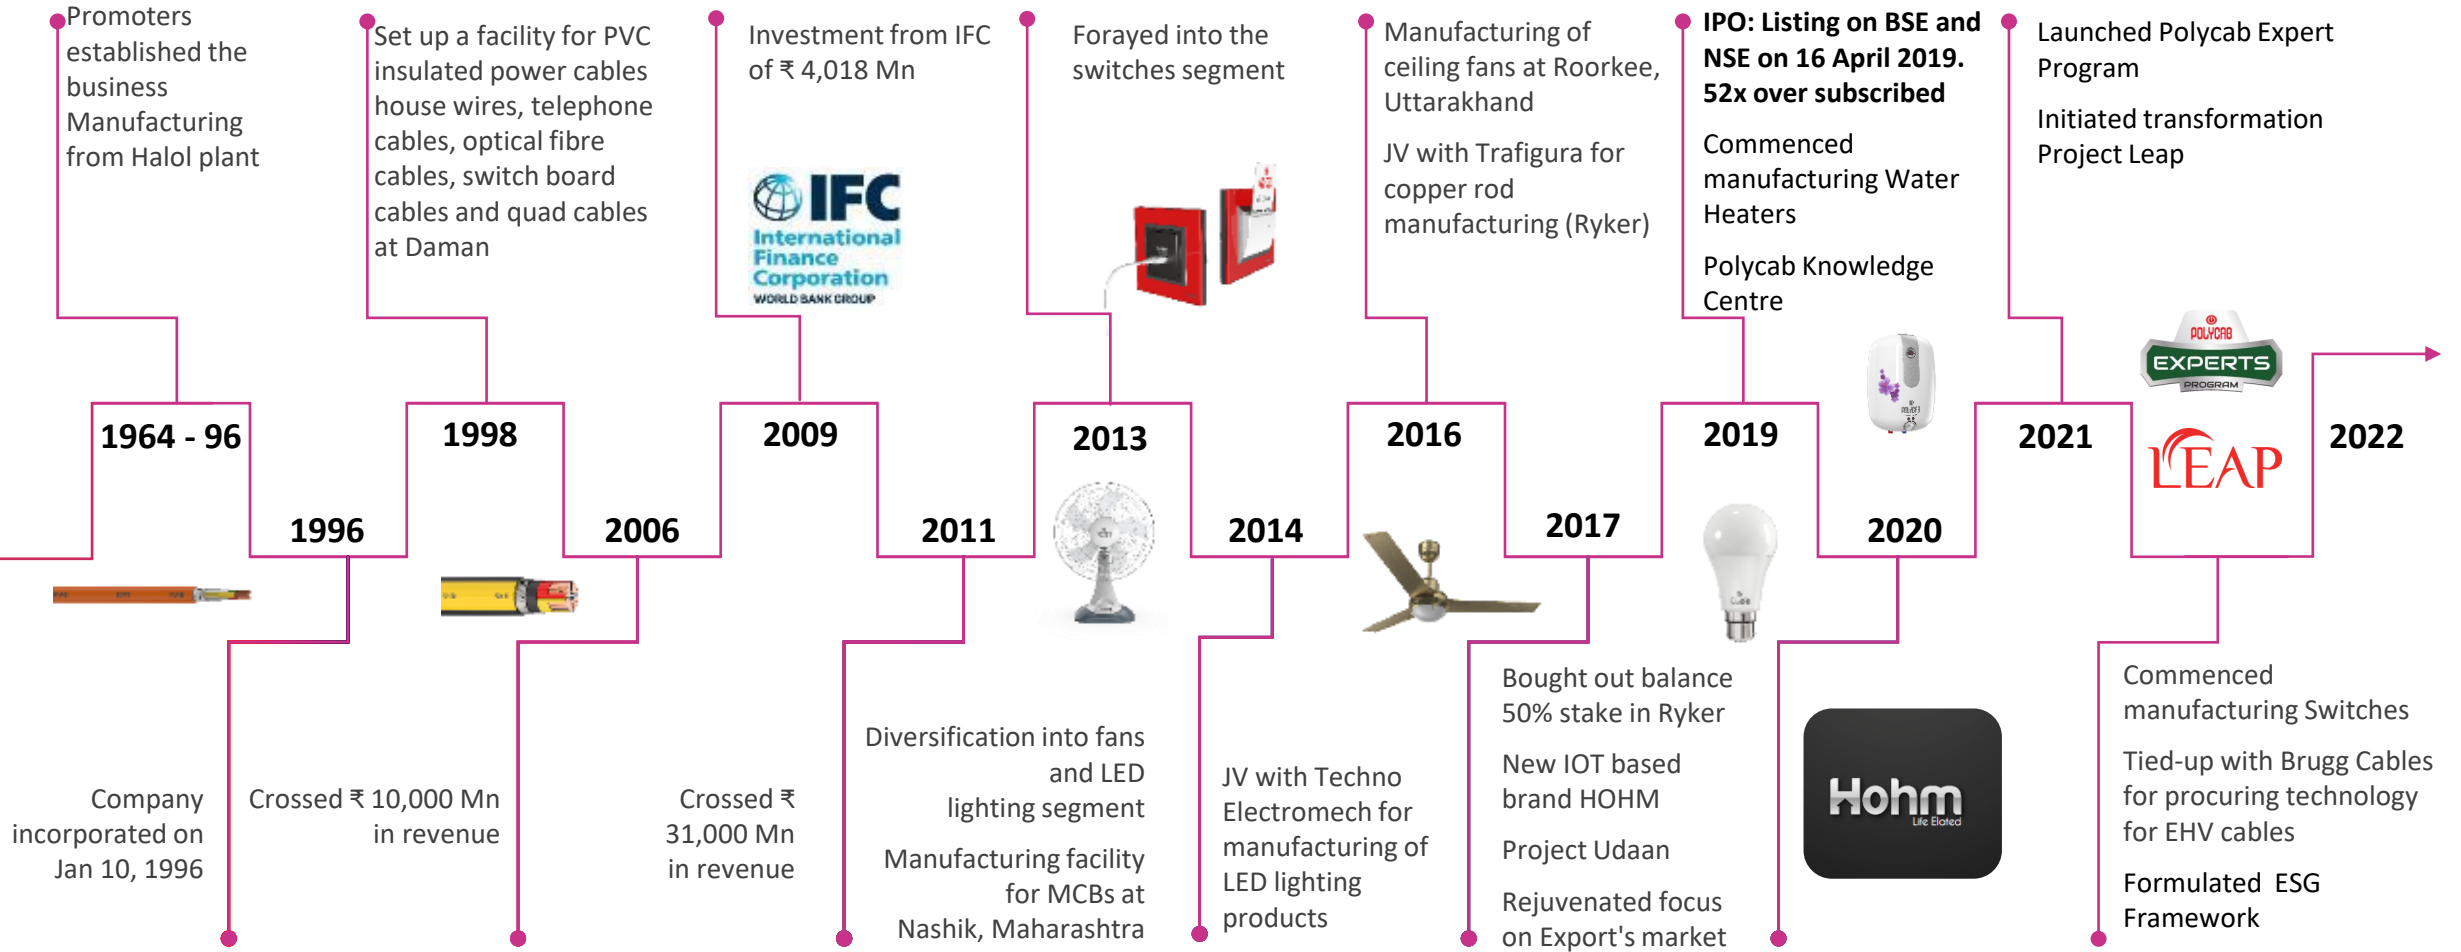 Promoters
established the
business
Manufacturing
from Halol plant
Set up a facility for PVC
insulated power cables
house wires, telephone
cables, optical fibre
cables, switch board
cables and quad cables
at Daman
Investment from IFC
of ₹ 4,018 Mn
IFC
International
Finance
Corporation
WORLD BANK GROUP
Forayed into the
switches segment
Manufacturing of
ceiling fans at Roorkee,
Uttarakhand
JV with Trafigura for
copper rod
manufacturing (Ryker)
IPO: Listing on BSE and
NSE on 16 April 2019.
52x over subscribed
Commenced
manufacturing Water
Heaters
Polycab Knowledge
Centre
Launched Polycab Expert
Program
Initiated transformation
Project Leap
POLYCAB
EXPERTS
PROGRAM
LEAP
1964 - 96
1998
2009
2013
2016
2019
2021
2022
1996
2006
2011
2014
2017
2020
Company
incorporated on
Jan 10, 1996
Crossed ₹ 10,000 Mn
in revenue
Crossed ₹
31,000 Mn
in revenue
Diversification into fans
and LED
lighting segment
Manufacturing facility
for MCBs at
Nashik, Maharashtra
JV with Techno
Electromech for
manufacturing of
LED lighting
products
Bought out balance
50% stake in Ryker
New IOT based
brand HOHM
Project Udaan
Rejuvenated focus
on Export's market
Hohm
Life Elated
Commenced
manufacturing Switches
Tied-up with Brugg Cables
for procuring technology
for EHV cables
Formulated ESG
Framework